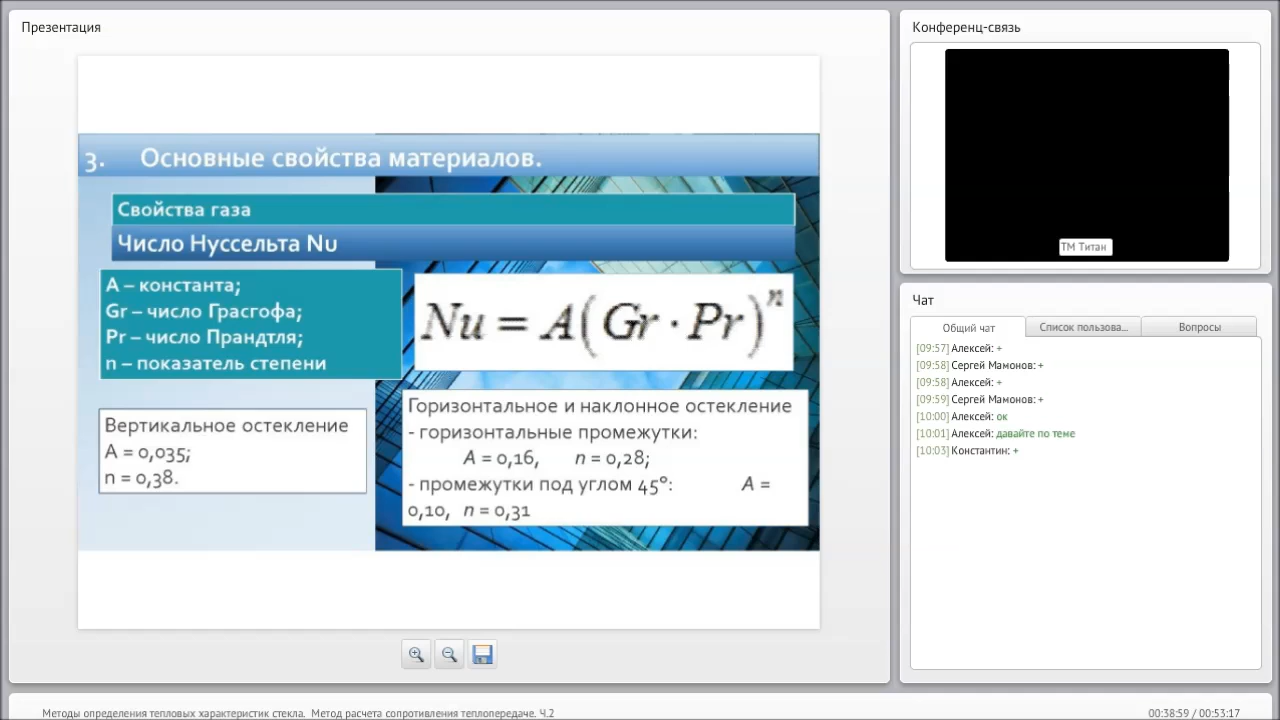 Презентация
3. Основные свойства материалов.
Свойства газа
Число Нуссельта Nu
A – константа;
Gr – число Грасгофа;
Pr – число Прандтля;
n – показатель степени
Nu = A(Gr · Pr)^n
Вертикальное остекление
A = 0,035;
n = 0,38.
Горизонтальное и наклонное остекление
- горизонтальные промежутки:
A = 0,16, n = 0,28;
- промежутки под углом 45°: A =
0,10, n = 0,31
Конференц-связь
ТМ Титан
Чат
Общий чат
Список пользова...
Вопросы
[09:57] Алексей: +
[09:58] Сергей Мамонов: +
[09:58] Алексей: +
[09:59] Сергей Мамонов: +
[10:00] Алексей: ок
[10:01] Алексей: давайте по теме
[10:03] Константин: +
Методы определения тепловых характеристик стекла. Метод расчета сопротивления теплопередаче. Ч.2
00:38:59 / 00:53:17